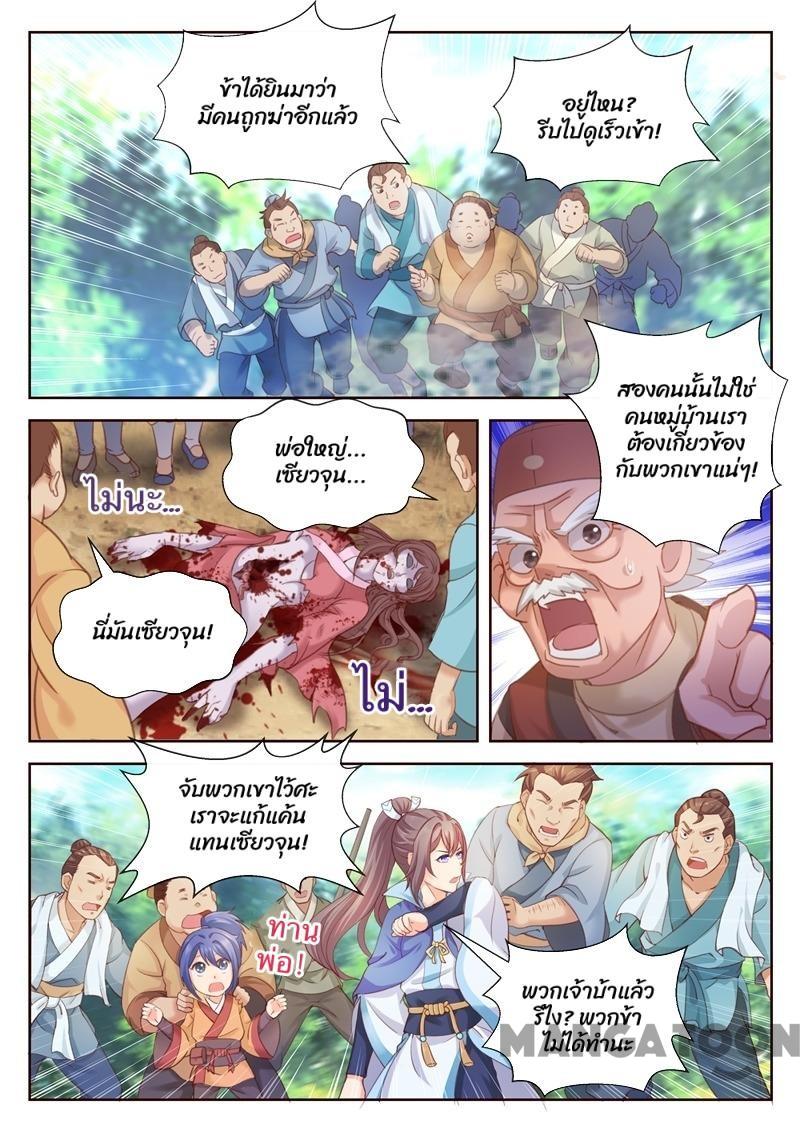 ข้าได้ยินมาว่า
มีคนถูกฆ่าอีกแล้ว
อยู่ไหน?
รีบไปดูเร็วเข้า!
สองคนนั้นไม่ใช่
คนหมู่บ้านเรา
ต้องเกี่ยวข้อง
กับพวกเขาแน่ๆ!
พ่อใหญ่...
เซียวจุน...
ไม่นะ...
นี่มันเซียวจุน!
ไม่...
จับพวกเขาไว้ศะ
เราจะแก้แค้น
แทนเซียวจุน!
ท่าน
พ่อ!
พวกเจ้าบ้าแล้ว
รึไง? พวกข้า
ไม่ได้ทำนะ
MANGATOON